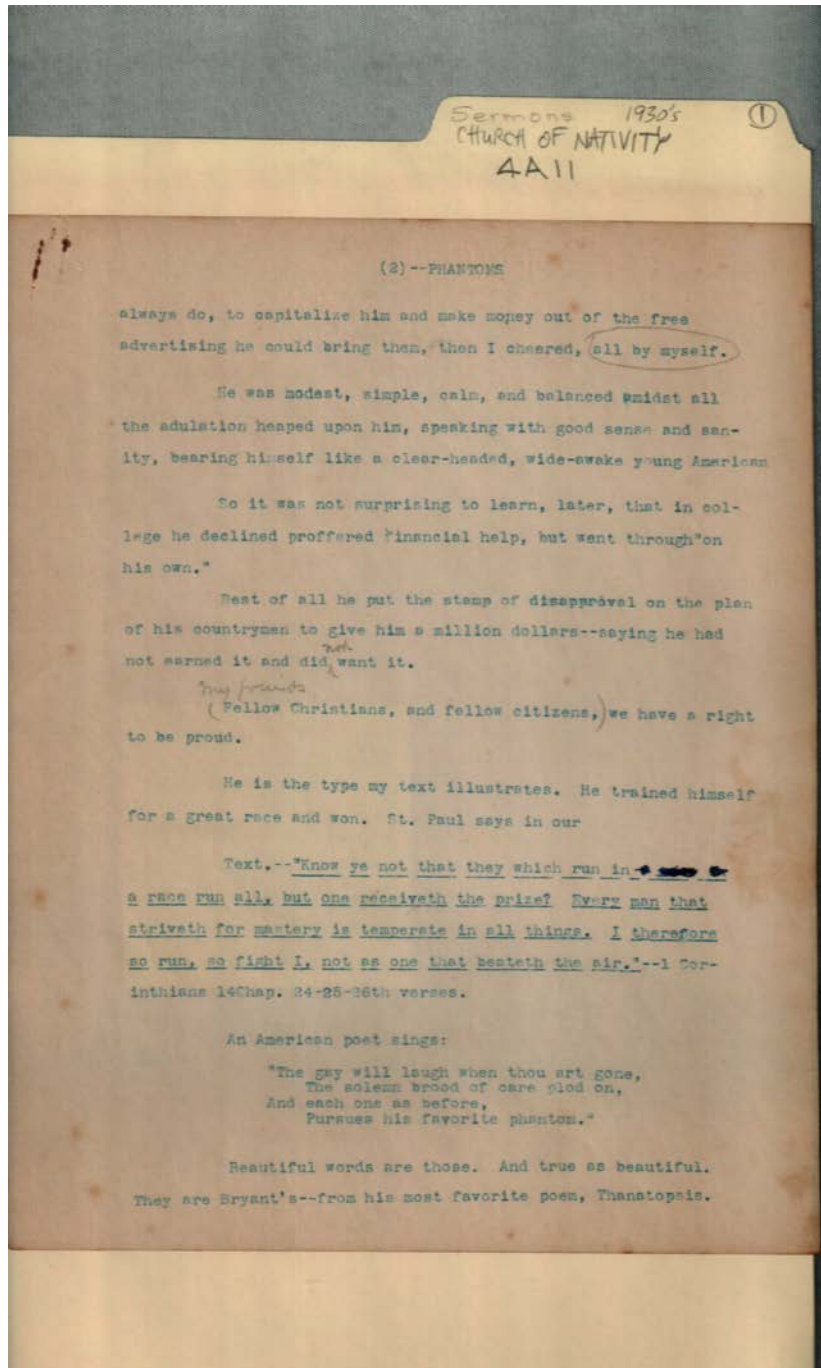 Sermons 1930's ①
CHURCH OF NATIVITY
4A11
(2)--PHANTOMS
always do, to capitalize him and make money out of the free
advertising he could bring them, then I cheered, (all by myself.)
He was modest, simple, calm, and balanced amidst all
the adulation heaped upon him, speaking with good sense and san-
ity, bearing himself like a clear-headed, wide-awake young American
So it was not surprising to learn, later, that in col-
lege he declined proffered financial help, but went through"on
his own."
Best of all he put the stamp of disapproval on the plan
of his countrymen to give him a million dollars--saying he had
not
not earned it and did want it.
my friends
(Fellow Christians, and fellow citizens,) we have a right
to be proud.
He is the type my text illustrates. He trained himself
for a great race and won. St. Paul says in our
Text.--"Know ye not that they which run in
a race run all, but one receiveth the prize? Every man that
striveth for mastery is temperate in all things. I therefore
so run, so fight I, not as one that beateth the air."--1 Cor-
inthians 14Chap. 24-25-26th verses.
An American poet sings:
"The gay will laugh when thou art gone,
The solemn brood of care plod on,
And each one as before,
Pursues his favorite phantom."
Beautiful words are those. And true as beautiful.
They are Bryant's--from his most favorite poem, Thanatopsis.